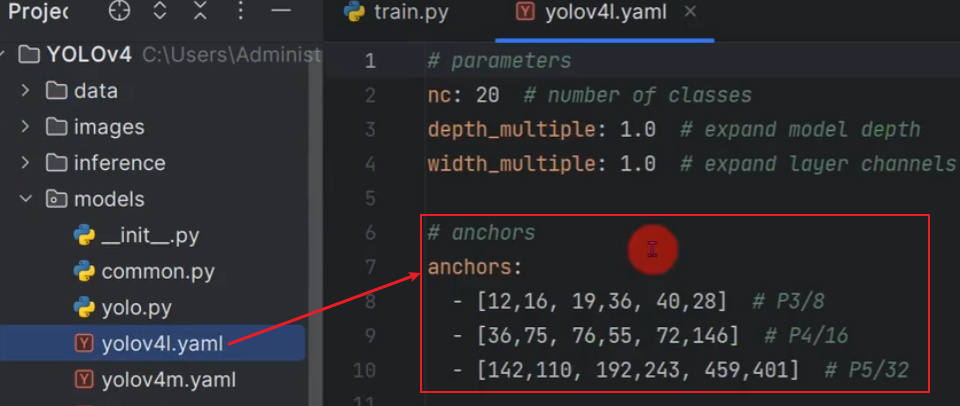 Projec
train.py
yolov4l.yaml
YOLOv4 C:\Users\Administ
data
images
inference
models
__init__.py
common.py
yolo.py
yolov4l.yaml
yolov4m.yaml
1 # parameters
2 nc: 20 # number of classes
3 depth_multiple: 1.0 # expand model depth
4 width_multiple: 1.0 # expand layer channels
5
6 # anchors
7 anchors:
8 - [12,16, 19,36, 40,28] # P3/8
9 - [36,75, 76,55, 72,146] # P4/16
10 - [142,110, 192,243, 459,401] # P5/32
11